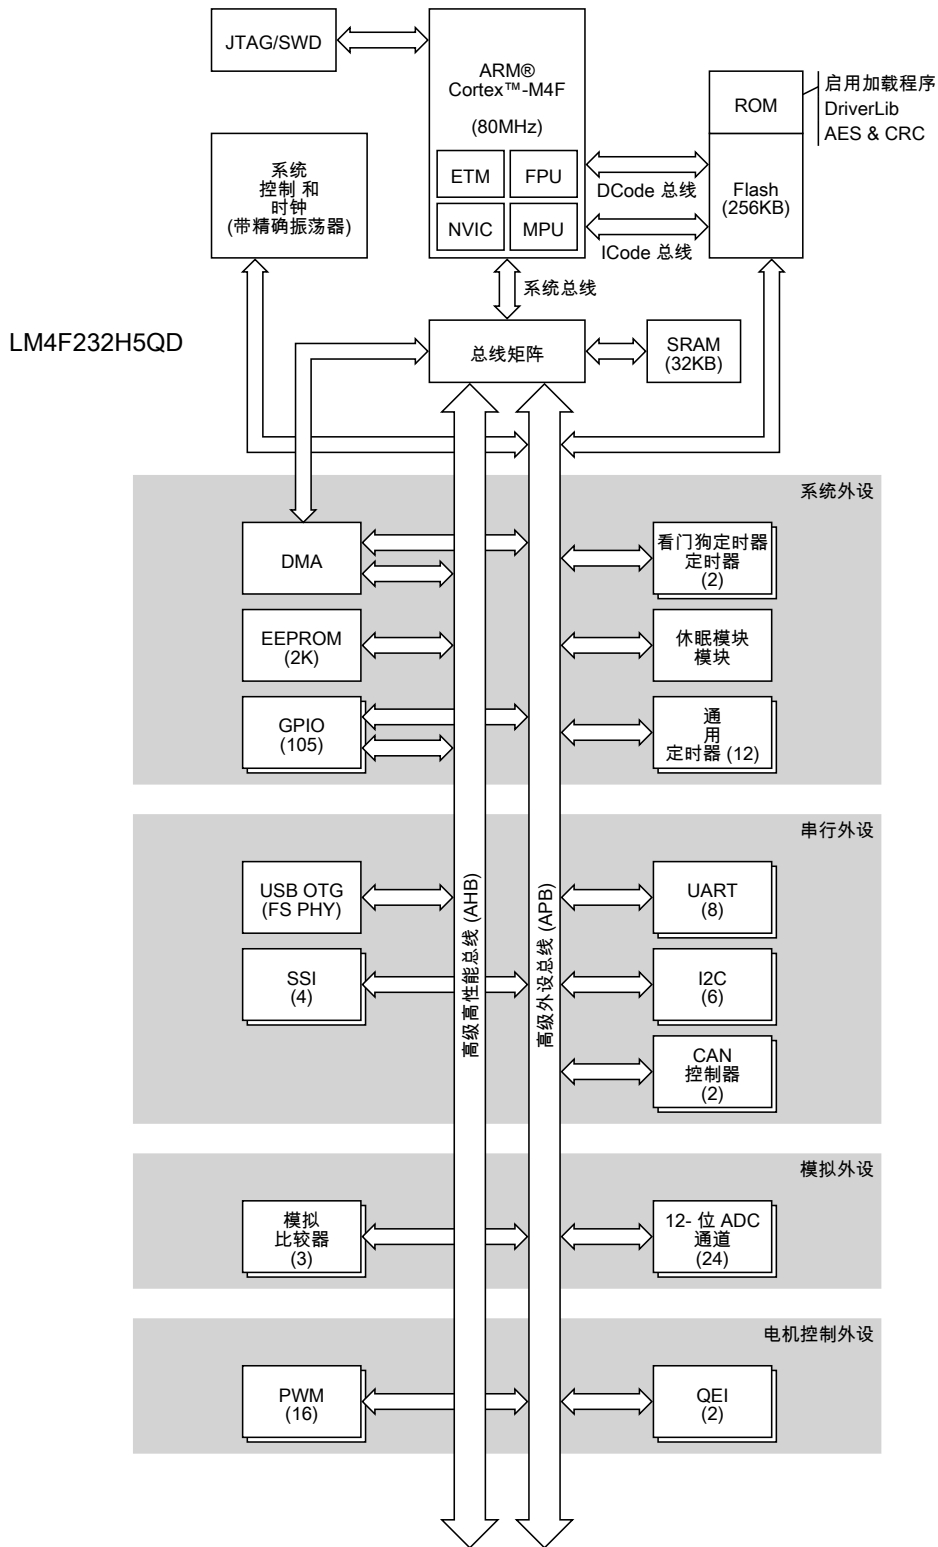 JTAG/SWD
ARM®
Cortex™-M4F
(80MHz)
ETM
FPU
NVIC
MPU
ROM
启用加载程序
DriverLib
AES & CRC
Flash
(256KB)
DCode 总线
ICode 总线
系统
控制 和
时钟
(带精确振荡器)
系统总线
LM4F232H5QD
总线矩阵
SRAM
(32KB)
系统外设
DMA
看门狗定时器
定时器
(2)
EEPROM
(2K)
休眠模块
模块
GPIO
(105)
通
用
定时器 (12)
串行外设
USB OTG
(FS PHY)
高级高性能总线 (AHB)
高级外设总线 (APB)
UART
(8)
SSI
(4)
I2C
(6)
CAN
控制器
(2)
模拟外设
模拟
比较器
(3)
12- 位 ADC
通道
(24)
电机控制外设
PWM
(16)
QEI
(2)